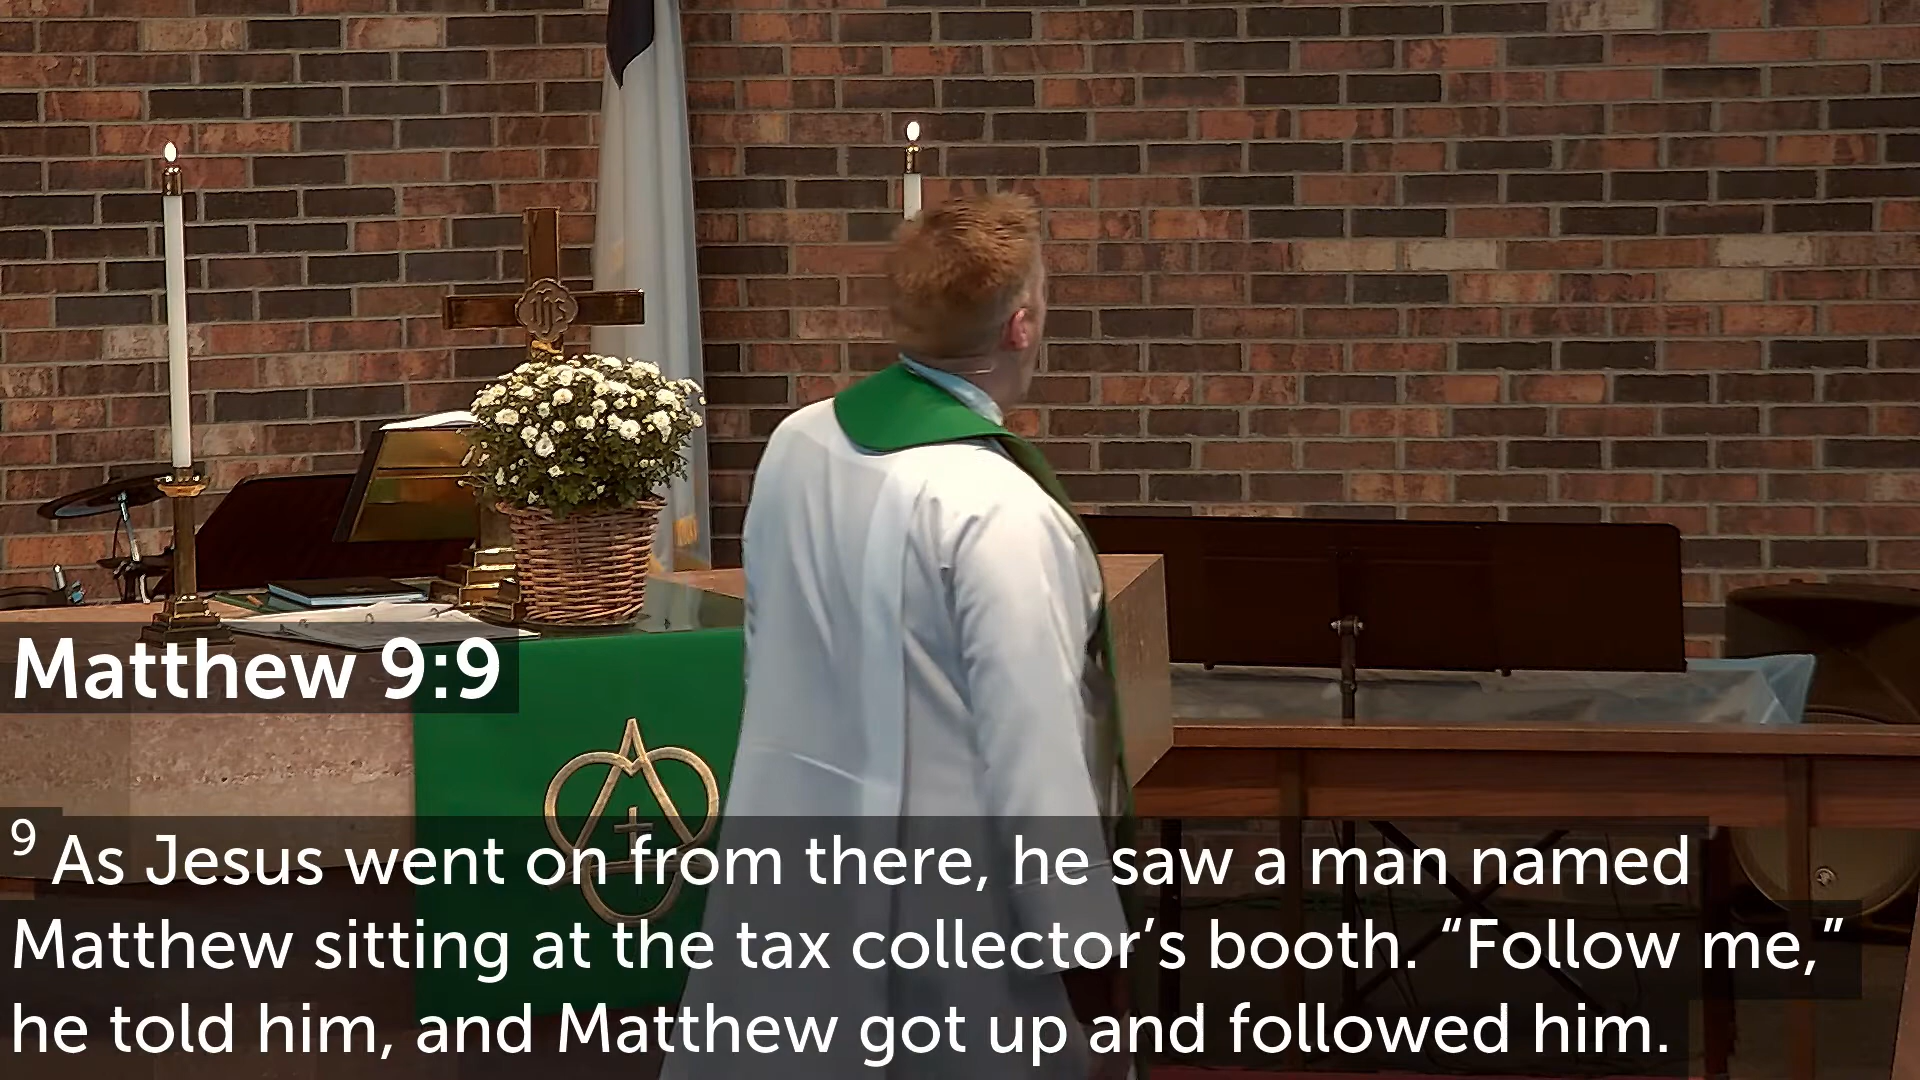 IHS
Matthew 9:9
9 As Jesus went on from there, he saw a man named
Matthew sitting at the tax collector’s booth. “Follow me,”
he told him, and Matthew got up and followed him.